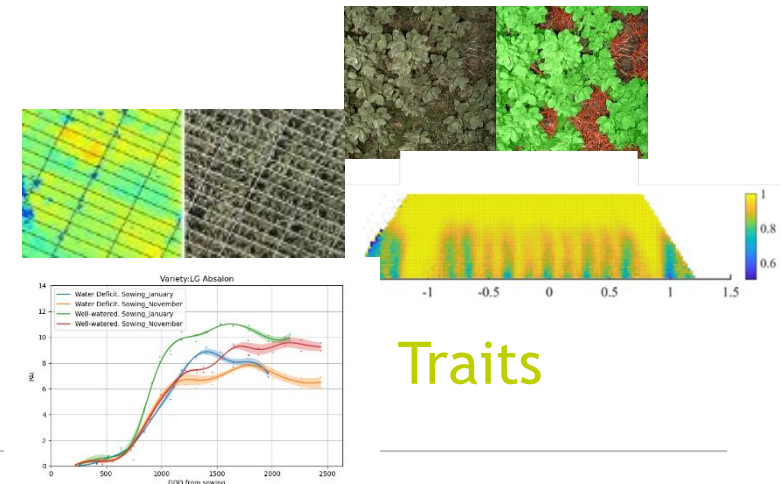 1
0.8
0.6
-1 -0.5 0 0.5 1 1.5
Variety:LG Absalon
14
12
10
8
6
4
2
0
PAI
Water Deficit. Sowing_January
Water Deficit. Sowing_November
Well-watered. Sowing_January
Well-watered. Sowing_November
0 500 1000 1500 2000 2500
GDD from sowing
Traits